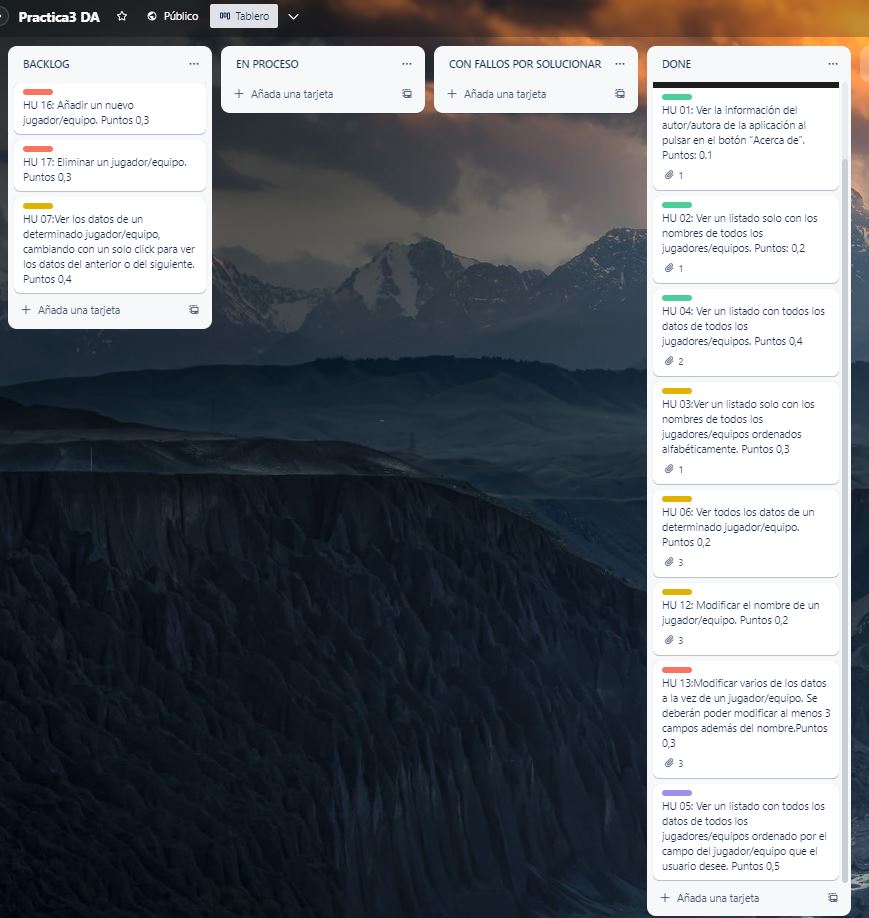 Practica3 DA
Público
Tablero
BACKLOG
HU 16: Añadir un nuevo
jugador/equipo. Puntos 0,3
HU 17: Eliminar un jugador/equipo.
Puntos 0,3
HU 07:Ver los datos de un
determinado jugador/equipo,
cambiando con un solo click para ver
los datos del anterior o del siguiente.
Puntos 0,4
Añada una tarjeta
EN PROCESO
Añada una tarjeta
CON FALLOS POR SOLUCIONAR
Añada una tarjeta
DONE
HU 01: Ver la información del
autor/autora de la aplicación al
pulsar en el botón “Acerca de”.
Puntos: 0.1
1
HU 02: Ver un listado solo con los
nombres de todos los
jugadores/equipos. Puntos: 0,2
1
HU 04: Ver un listado con todos los
datos de todos los
jugadores/equipos. Puntos 0,4
2
HU 03:Ver un listado solo con los
nombres de todos los
jugadores/equipos ordenados
alfabéticamente. Puntos 0,3
1
HU 06: Ver todos los datos de un
determinado jugador/equipo.
Puntos 0,2
3
HU 12: Modificar el nombre de un
jugador/equipo. Puntos 0,2
3
HU 13:Modificar varios de los datos
a la vez de un jugador/equipo. Se
deberán poder modificar al menos 3
campos además del nombre.Puntos
0,3
3
HU 05: Ver un listado con todos los
datos de todos los
jugadores/equipos ordenado por el
campo del jugador/equipo que el
usuario desee. Puntos 0,5
Añada una tarjeta